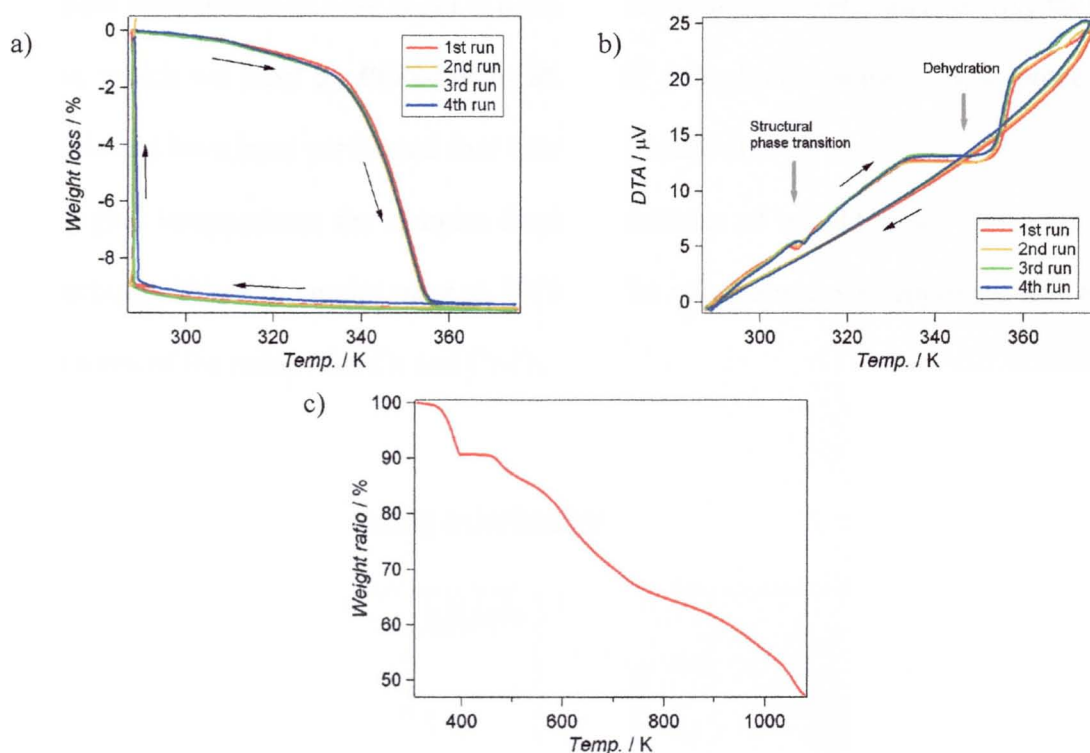 a)
Weight loss / %
0
-2
-4
-6
-8
300
320
340
360
Temp. / K
1st run
2nd run
3rd run
4th run
b)
DTA / µV
25
20
15
10
5
0
300
320
340
360
Temp. / K
Structural
phase transition
Dehydration
1st run
2nd run
3rd run
4th run
c)
Weight ratio / %
100
90
80
70
60
50
400
600
800
1000
Temp. / K